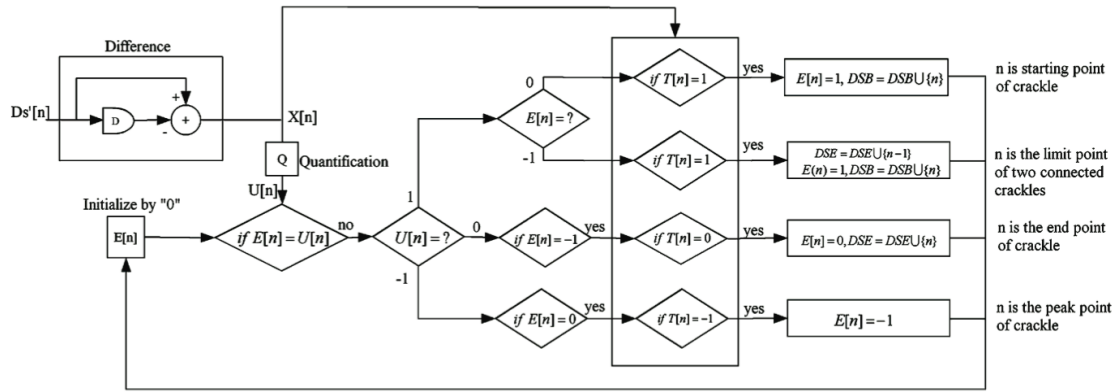 Difference
Ds'[n]
D
+
-
+
X[n]
Q
Quantification
U[n]
Initialize by "0"
E[n]
if E[n]=U[n]
no
U[n]=?
1
0
-1
E[n]=?
0
-1
if E[n]=-1
yes
if E[n]=0
yes
if T[n]=1
yes
E[n]=1, DSB=DSB∪{n}
n is starting point
of crackle
if T[n]=1
yes
DSE=DSE∪{n-1}
E(n)=1,DSB=DSB∪{n}
n is the limit point
of two connected
crackles
if T[n]=0
yes
E[n]=0,DSE=DSE∪{n}
n is the end point
of crackle
if T[n]=-1
yes
E[n]=-1
n is the peak point
of crackle